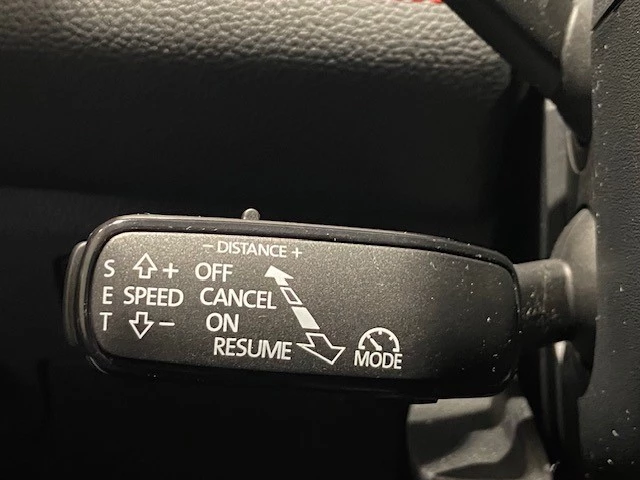 - DISTANCE +
S + OFF
E SPEED CANCEL
T - ON
RESUME
MODE